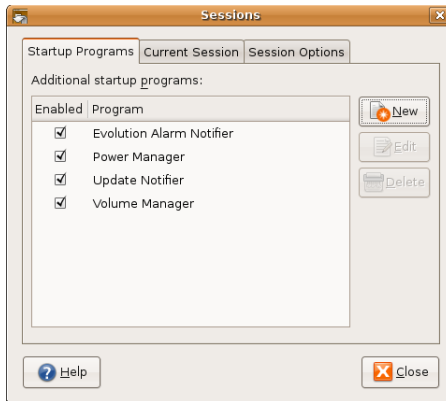 Sessions
Startup Programs Current Session Session Options
Additional startup programs:
Enabled Program
Evolution Alarm Notifier
Power Manager
Update Notifier
Volume Manager
New
Edit
Delete
Help
Close